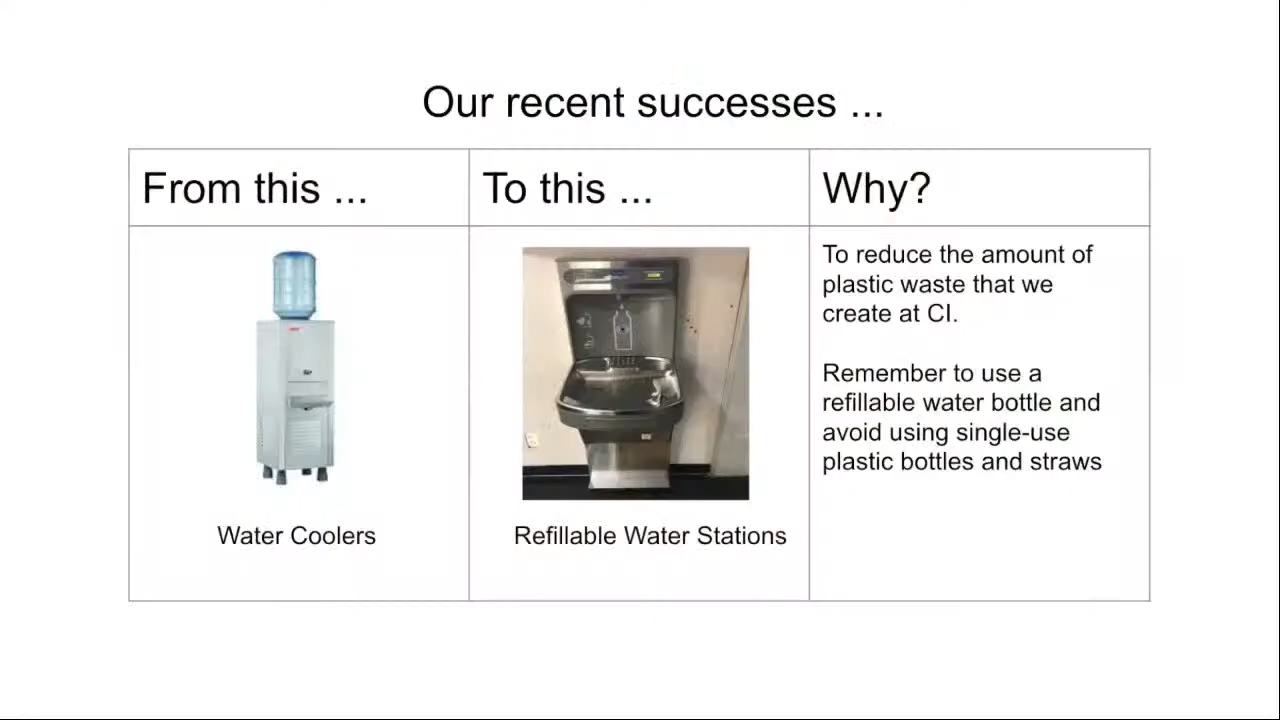 Our recent successes ...
From this ...
To this ...
Why?
To reduce the amount of
plastic waste that we
create at CI.
Remember to use a
refillable water bottle and
avoid using single-use
plastic bottles and straws
Water Coolers
Refillable Water Stations